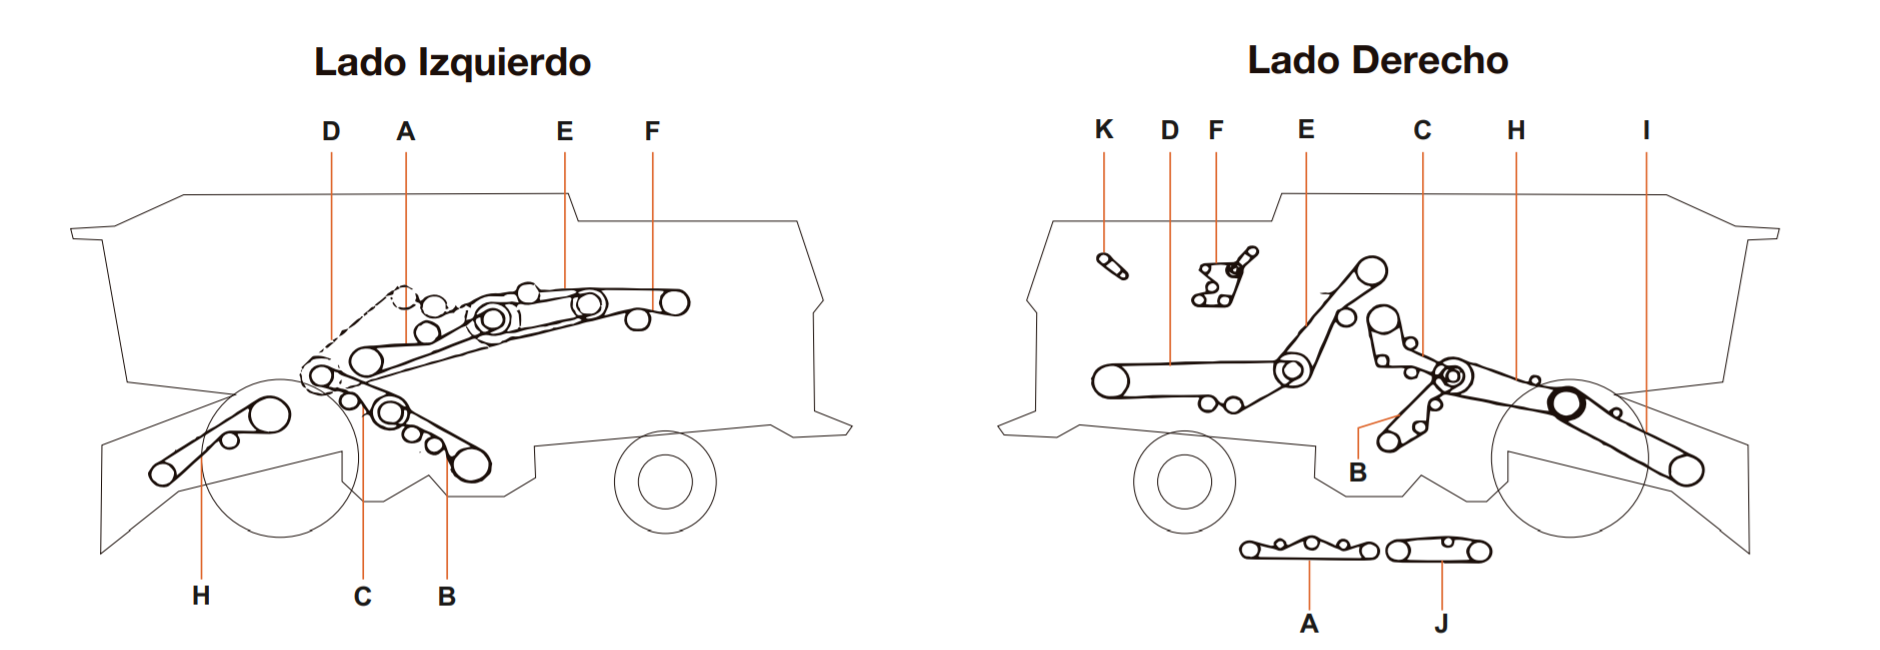 Lado Izquierdo
D A E F
H C B
Lado Derecho
K D F E C H I
B
A J